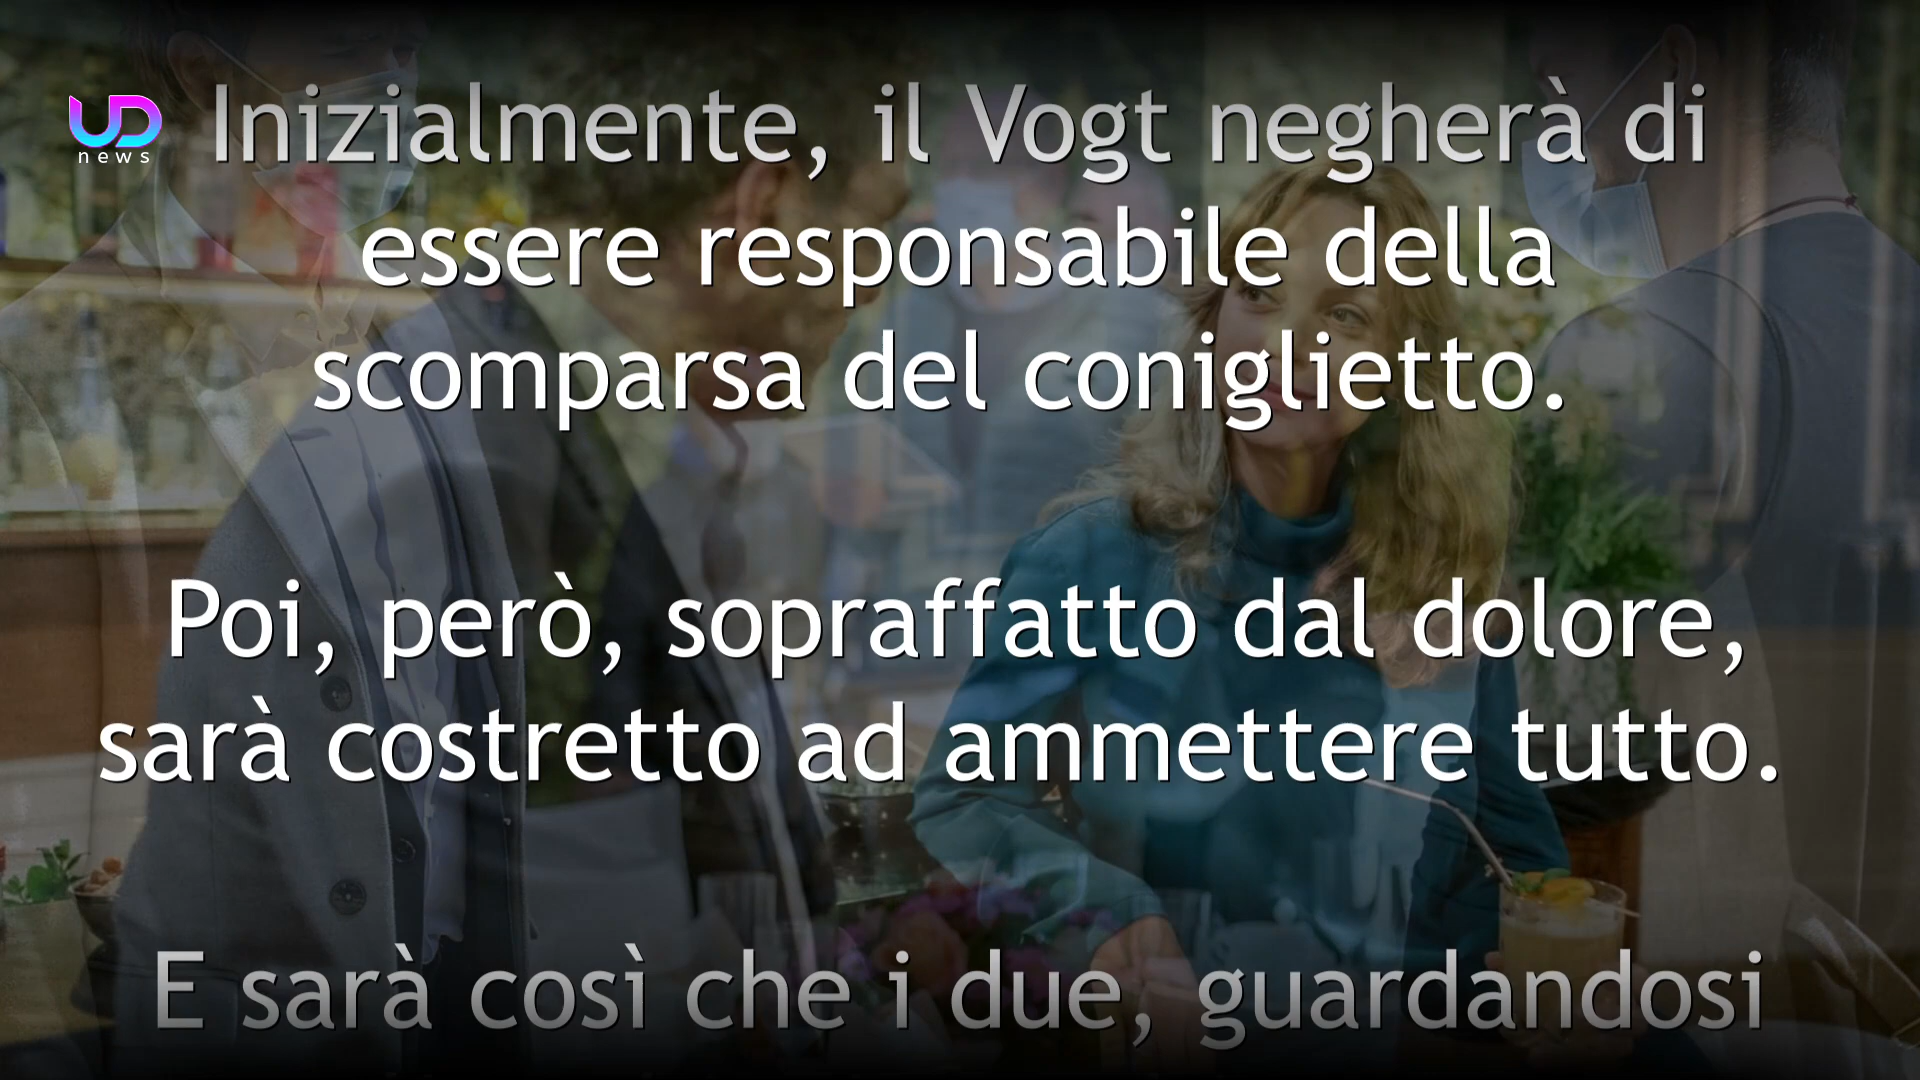 UD
news
Inizialmente, il Vogt negherà di
essere responsabile della
scomparsa del coniglietto.
Poi, però, sopraffatto dal dolore,
sarà costretto ad ammettere tutto.
E sarà così che i due, guardandosi